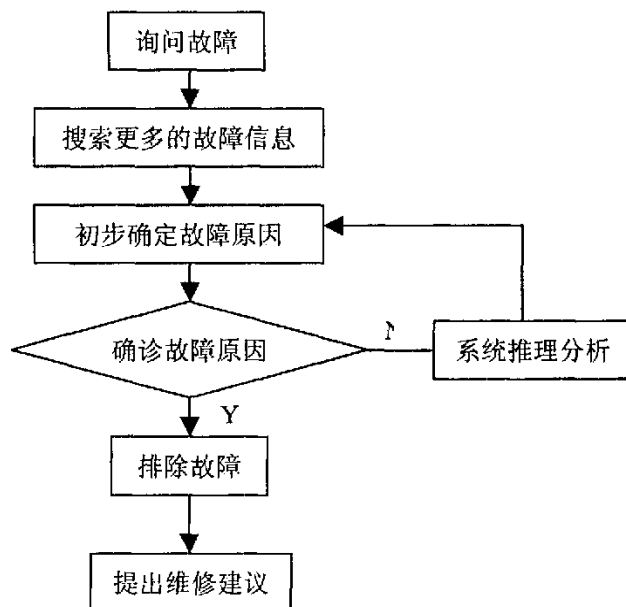 询问故障
搜索更多的故障信息
初步确定故障原因
确诊故障原因
N
系统推理分析
Y
排除故障
提出维修建议